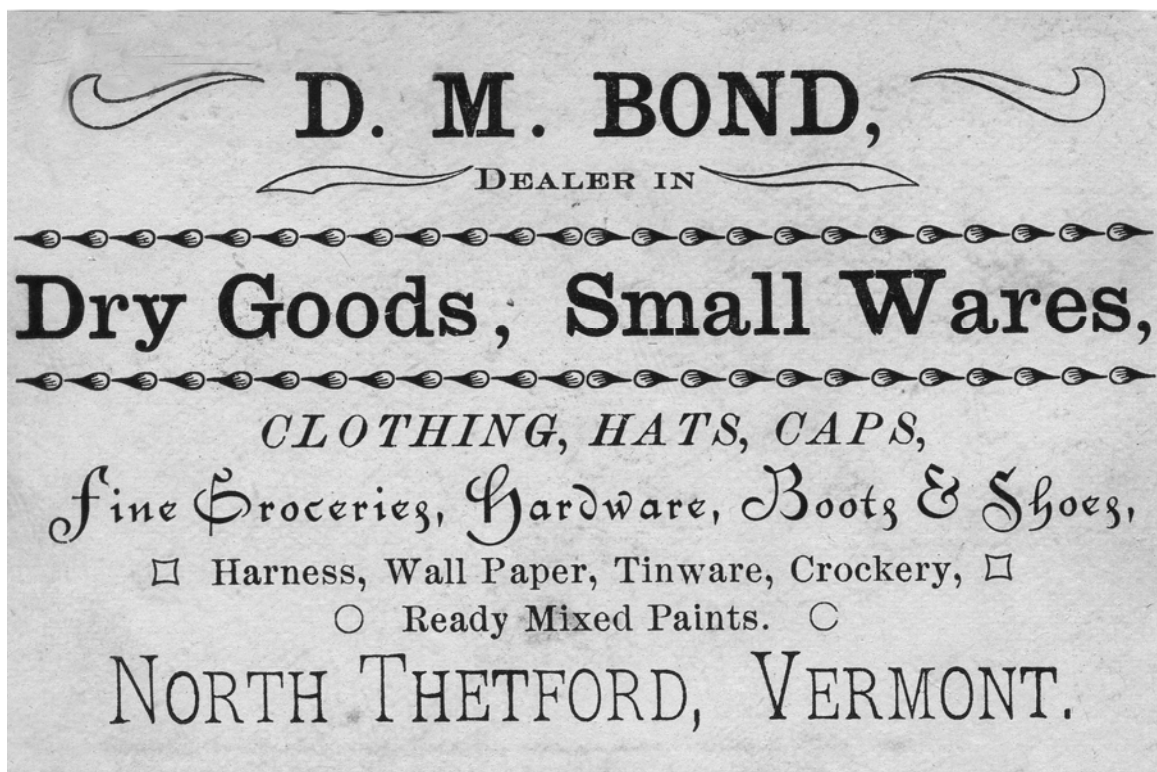 D. M. BOND,
DEALER IN
Dry Goods, Small Wares,
CLOTHING, HATS, CAPS,
Fine Groceries, Hardware, Boots & Shoes,
Harness, Wall Paper, Tinware, Crockery,
Ready Mixed Paints.
NORTH THETFORD, VERMONT.